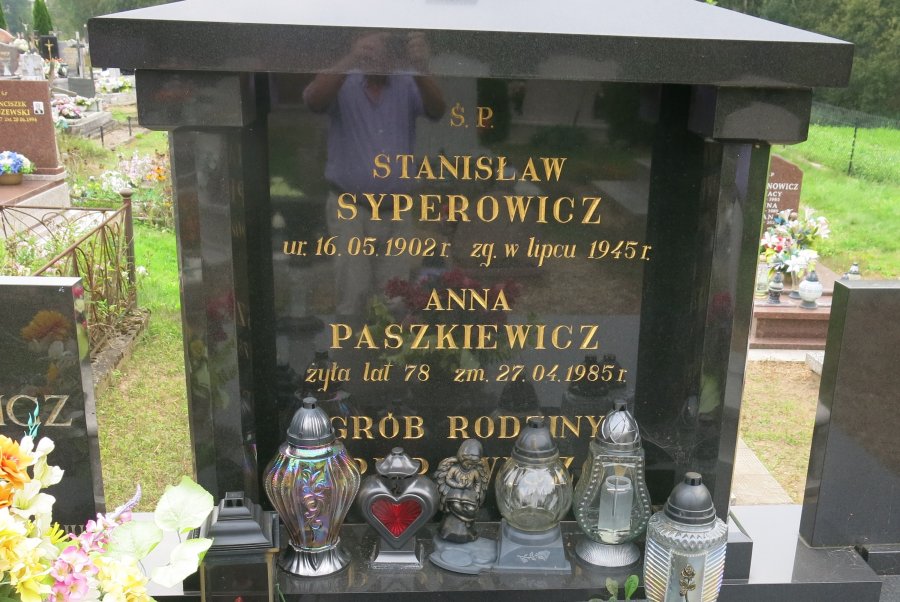 Ś.P.
STANISŁAW
SYPEROWICZ
ur. 16.05.1902 r. zg. w lipcu 1945 r.
ANNA
PASZKIEWICZ
żyła lat 78 zm. 27.04.1985 r.
GRÓB RODZINY